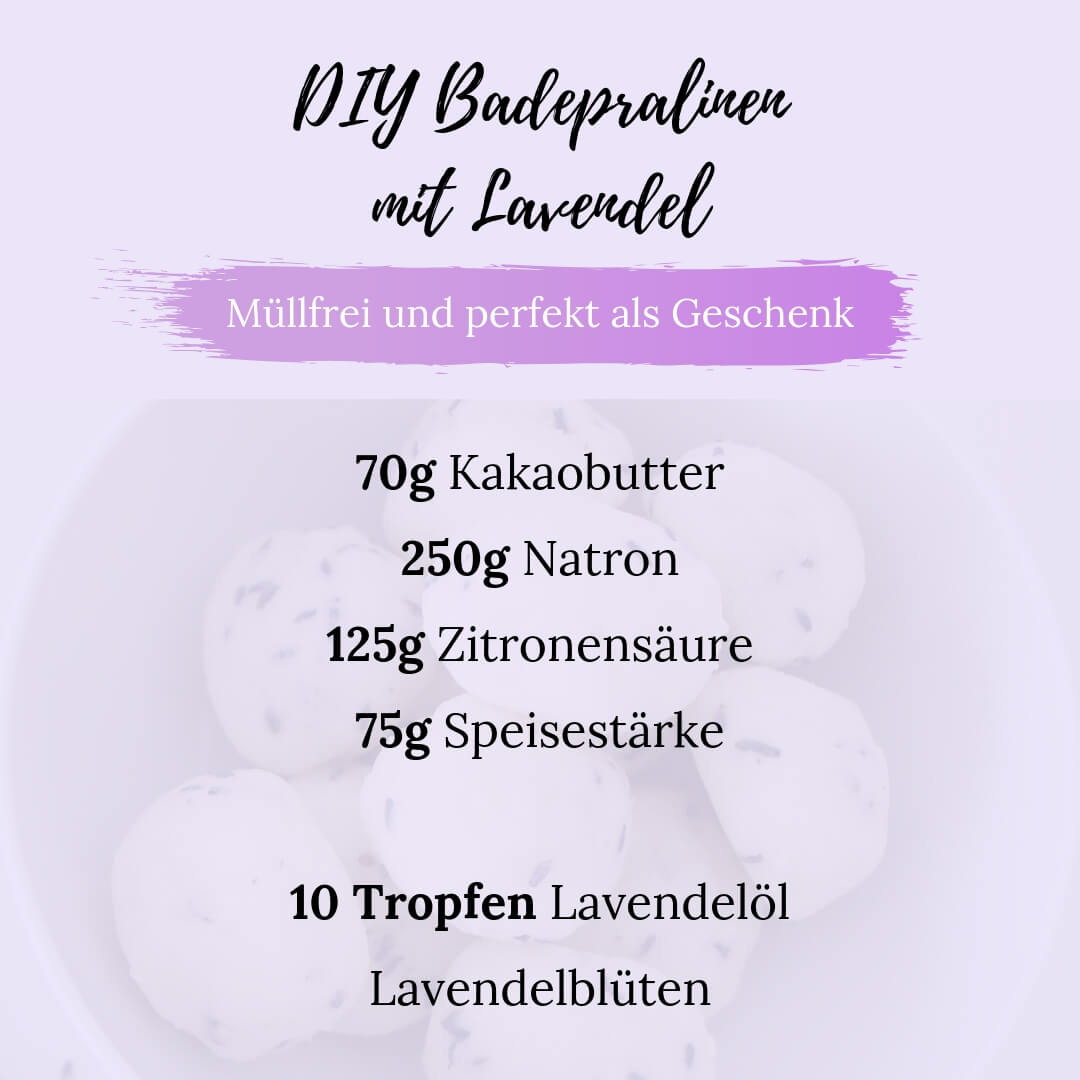 DIY Badepralinen
mit Lavendel
Müllfrei und perfekt als Geschenk
70g Kakaobutter
250g Natron
125g Zitronensäure
75g Speisestärke
10 Tropfen Lavendelöl
Lavendelblüten